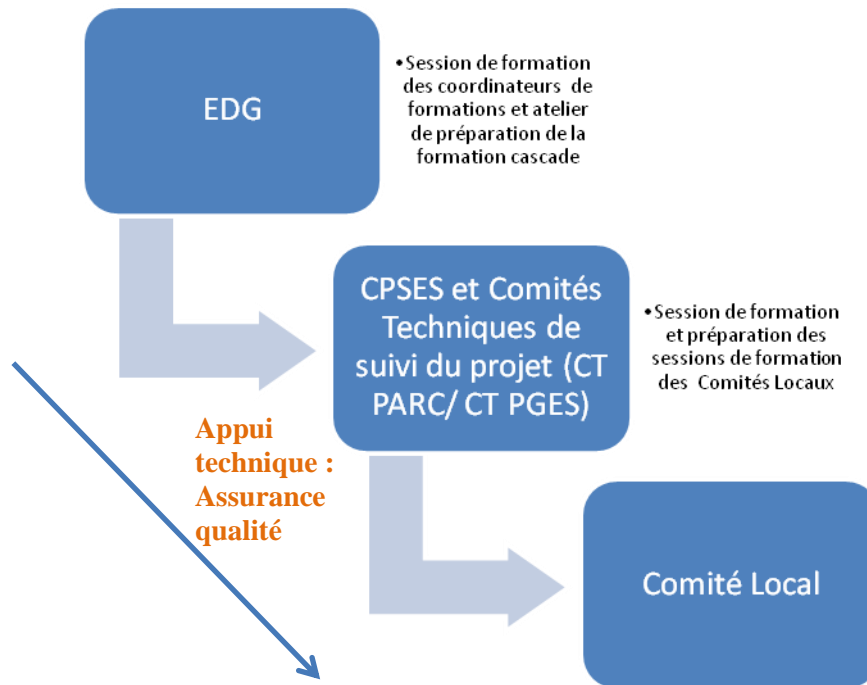 EDG
•Session de formation
des coordinateurs de
formations et atelier
de préparation de la
formation cascade
CPSES et Comités
Techniques de
suivi du projet (CT
PARC/ CT PGES)
•Session de formation
et préparation des
sessions de formation
des Comités Locaux
Appui
technique :
Assurance
qualité
Comité Local